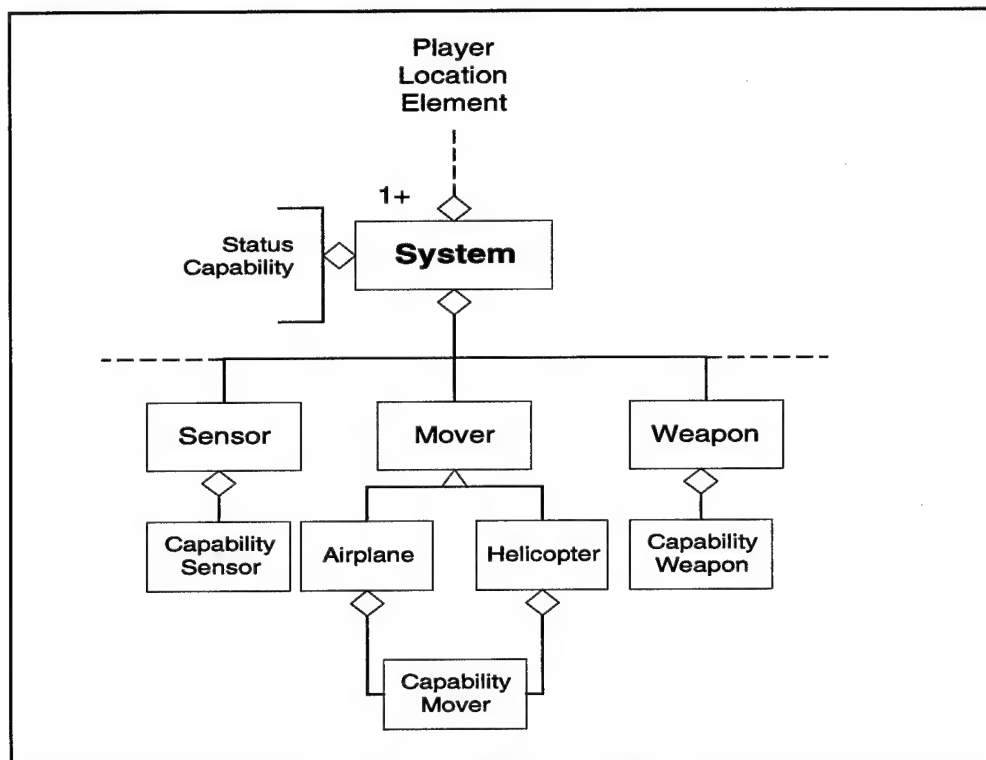 Player
Location
Element
1+
System
Status
Capability
Sensor
Mover
Weapon
Capability
Sensor
Airplane
Helicopter
Capability
Weapon
Capability
Mover